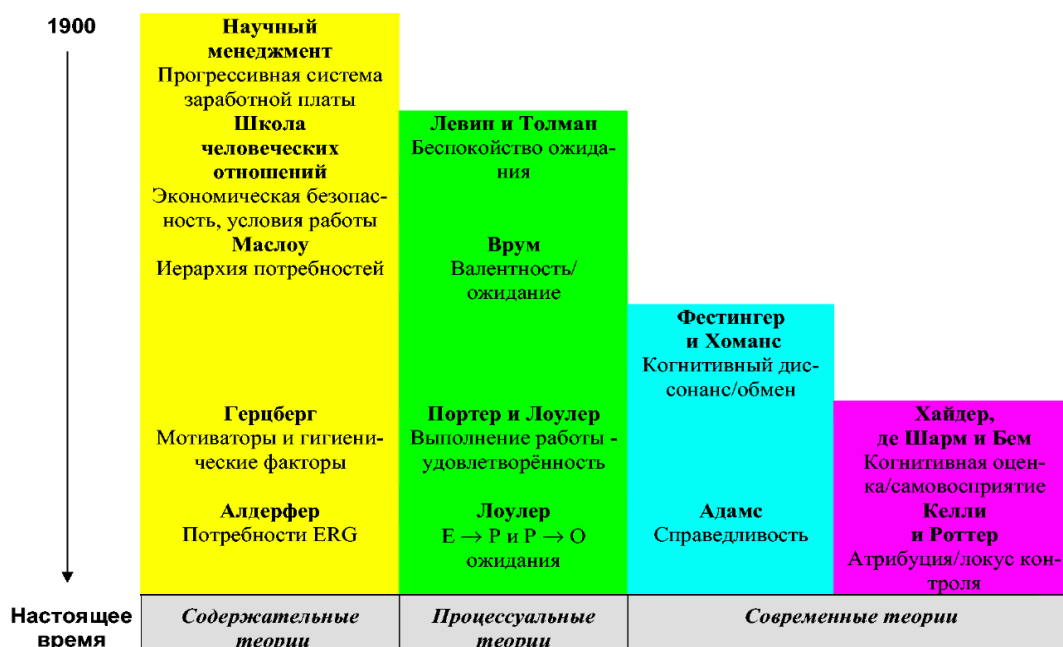 1900
Научный
менеджмент
Прогрессивная система
заработной платы
Школа
человеческих
отношений
Экономическая безопас-
ность, условия работы
Маслоу
Иерархия потребностей
Герцберг
Мотиваторы и гигиени-
ческие факторы
Алдерфер
Потребности ERG
Левин и Толман
Беспокойство ожида-
ния
Врум
Валентность/
ожидание
Портер и Лоулер
Выполнение работы -
удовлетворённость
Лоулер
E → P и P → O
ожидания
Фестингер
и Хоманс
Когнитивный дис-
сонанс/обмен
Адамс
Справедливость
Хайдер,
де Шарм и Бем
Когнитивная оцен-
ка/самовосприятие
Келли
и Роттер
Атрибуция/локус кон-
троля
Настоящее
время
Содержательные
теории
Процессуальные
теории
Современные теории